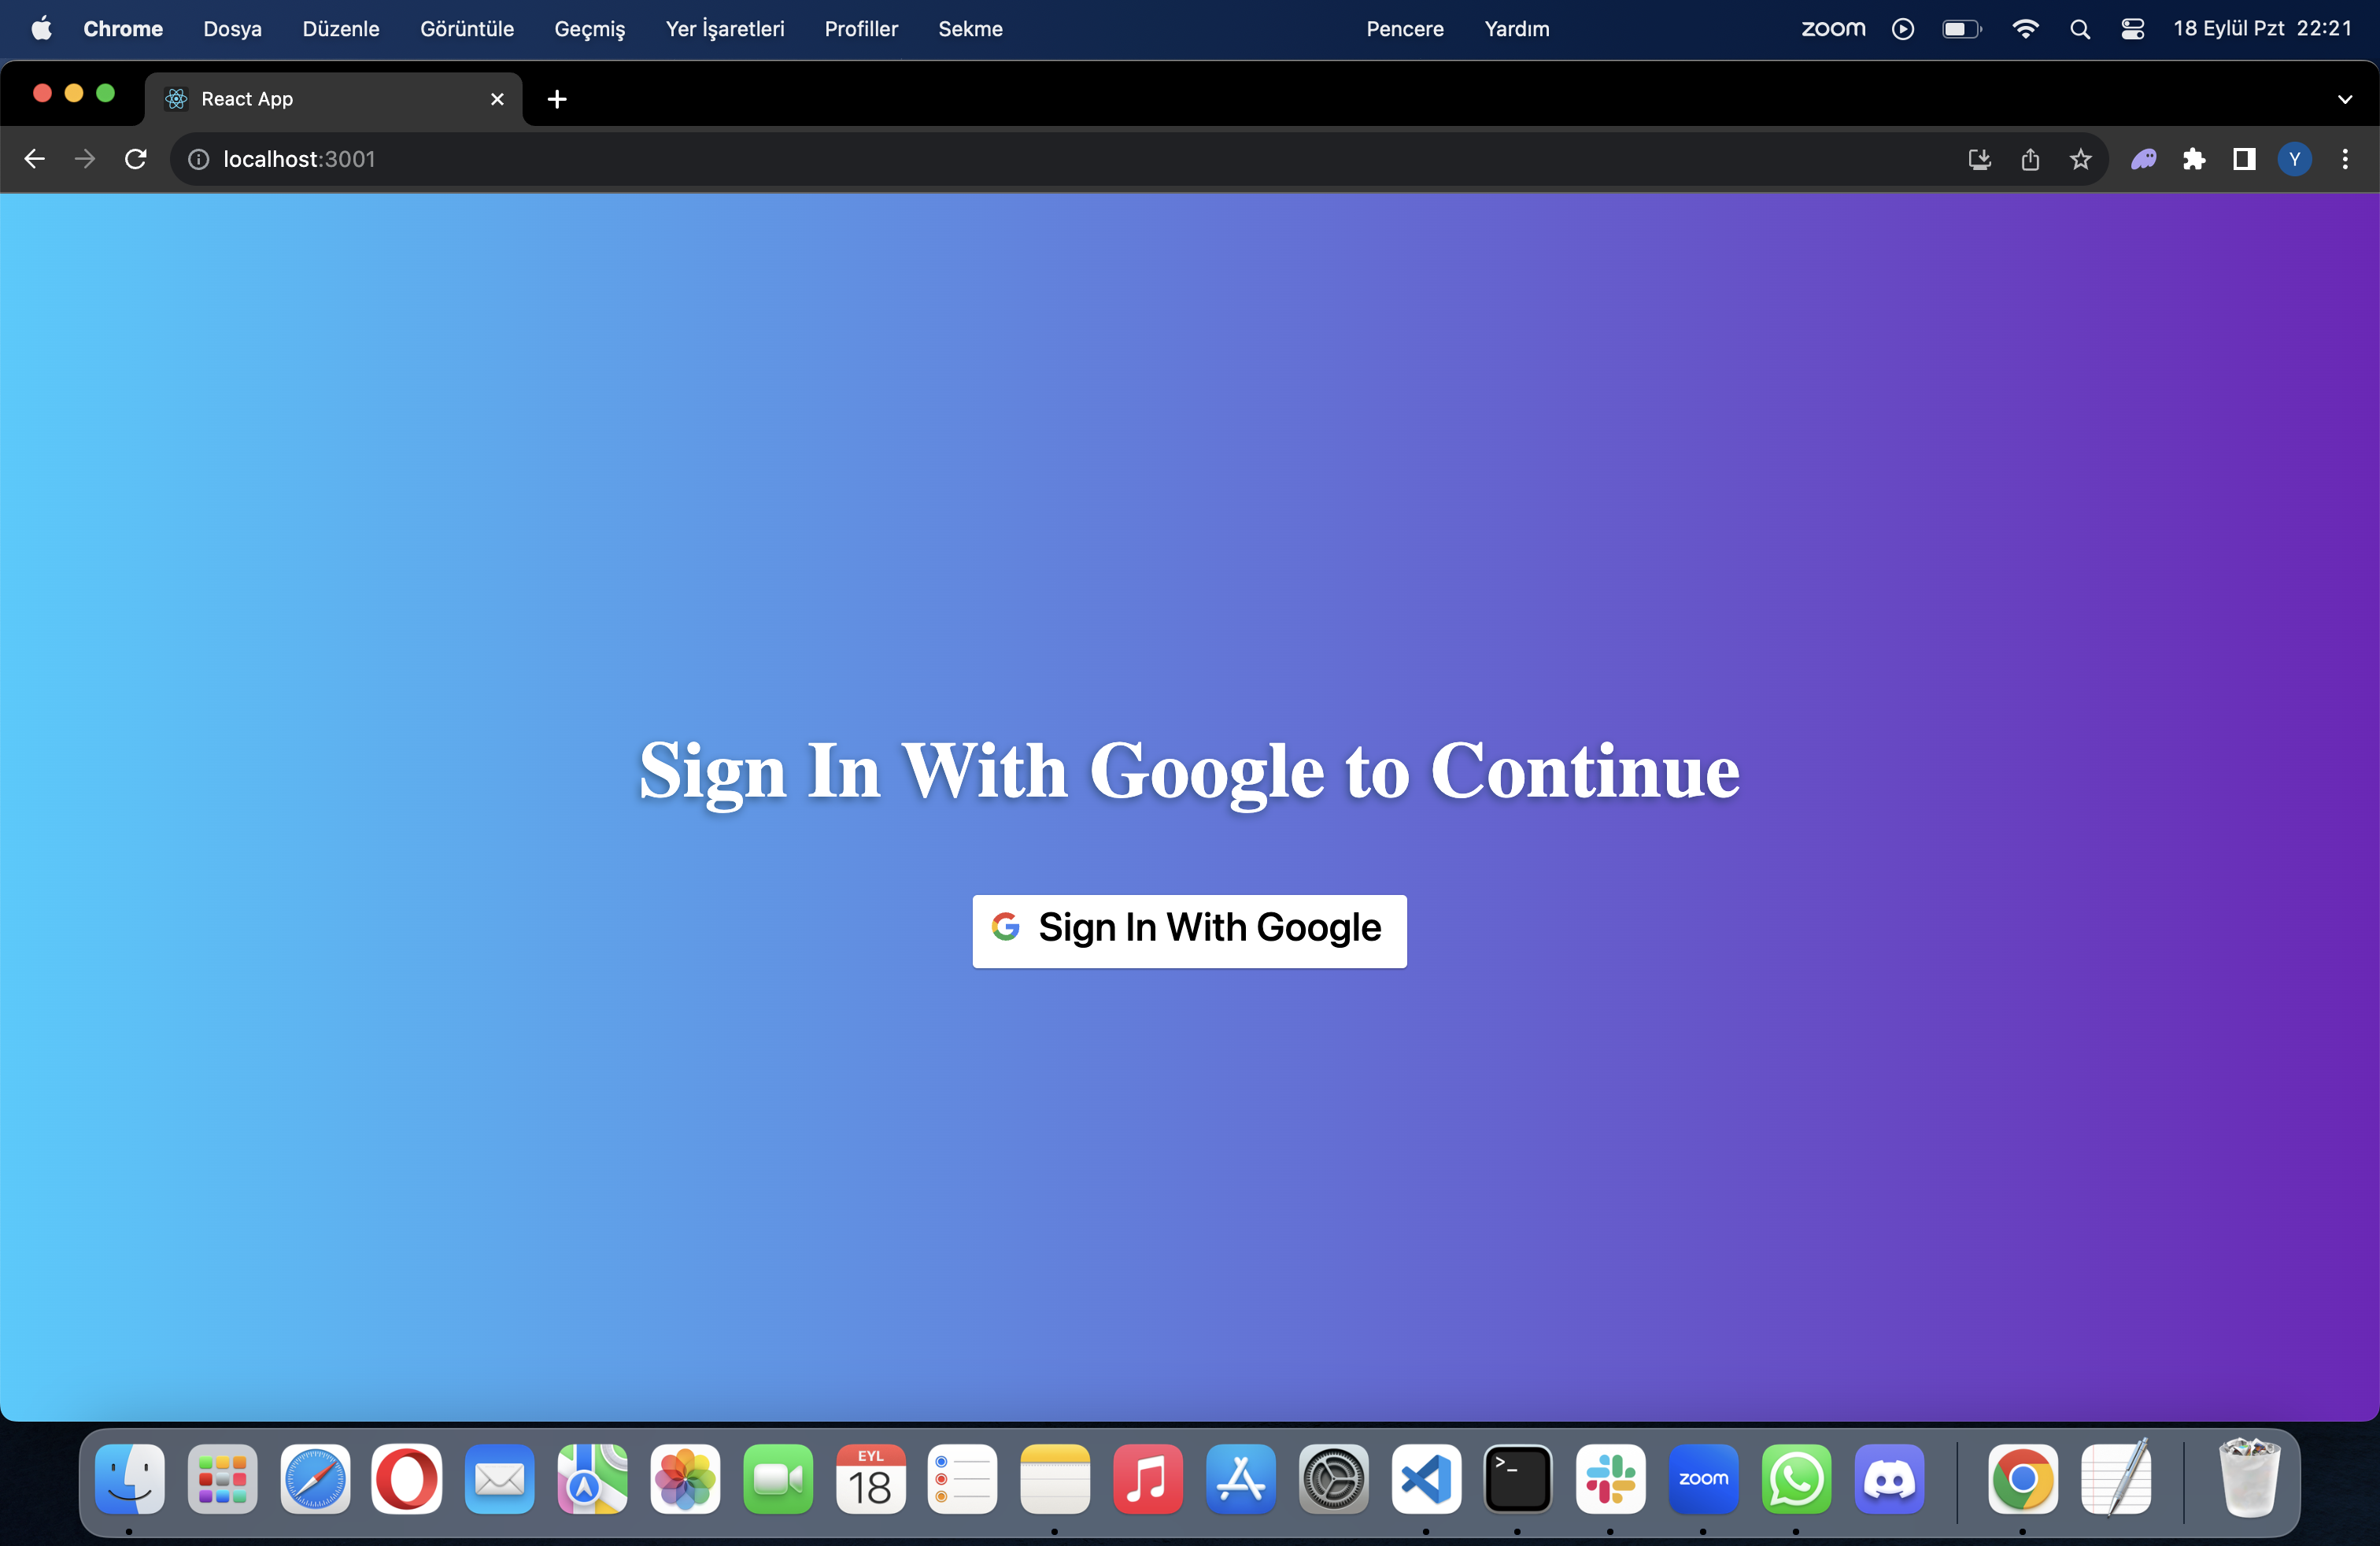 Chrome Dosya Düzenle Görüntüle Geçmiş Yer İşaretleri Profiller Sekme Pencere Yardım zoom 18 Eylül Pzt 22:21
React App
localhost:3001
Y
Sign In With Google to Continue
Sign In With Google
EYL
18
>_
zoom